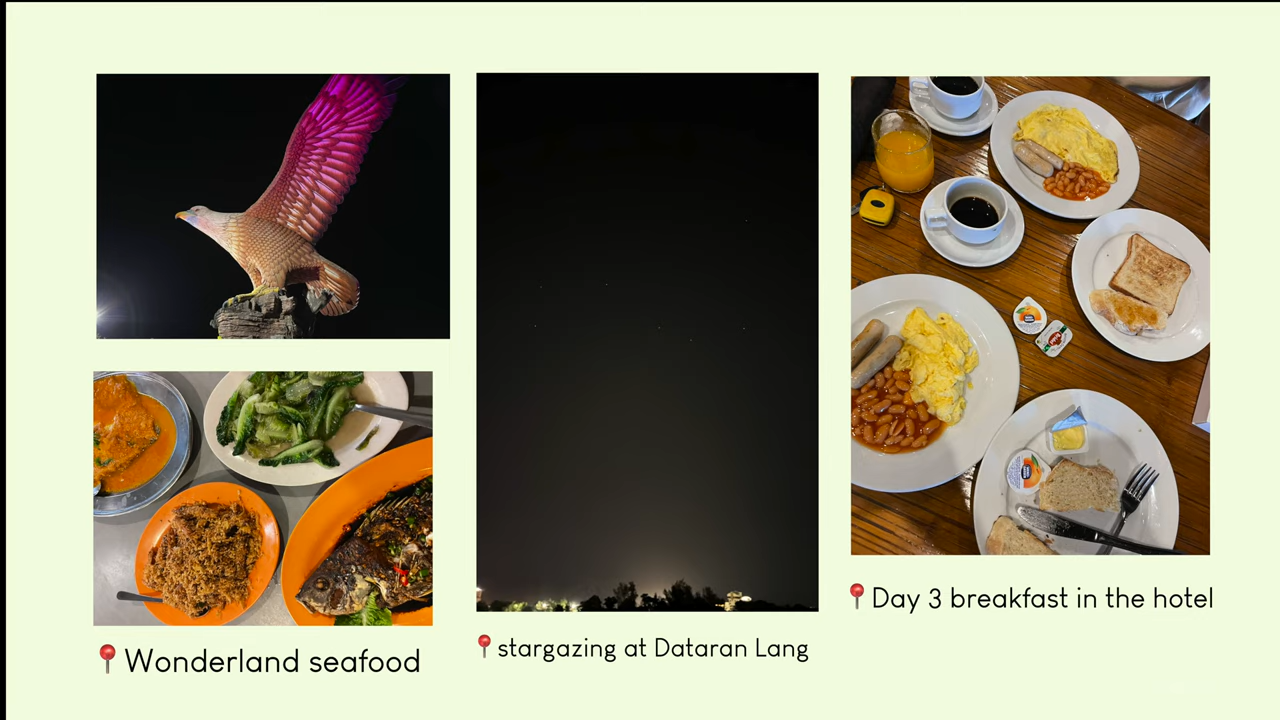 📍Wonderland seafood
📍stargazing at Dataran Lang
📍Day 3 breakfast in the hotel